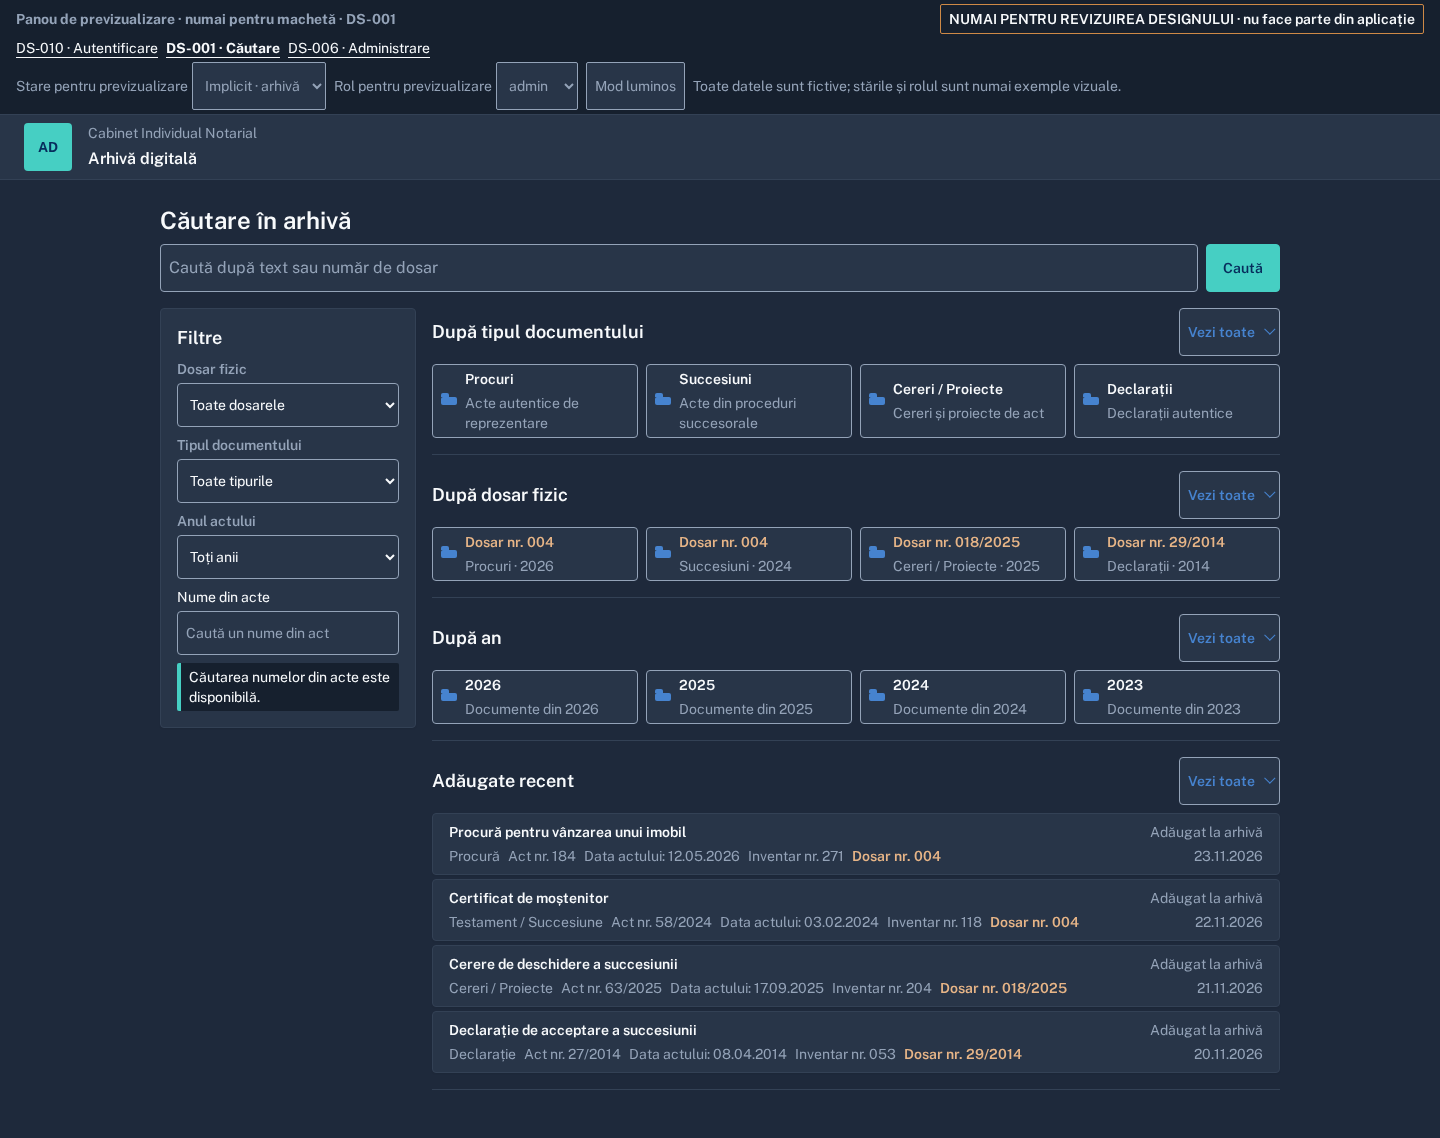 Panou de previzualizare · numai pentru machetă · DS-001
NUMAI PENTRU REVIZUIREA DESIGNULUI · nu face parte din aplicație
DS-010 · Autentificare DS-001 · Căutare DS-006 · Administrare
Stare pentru previzualizare Implicit · arhivă Rol pentru previzualizare admin Mod luminos Toate datele sunt fictive; stările și rolul sunt numai exemple vizuale.
AD
Cabinet Individual Notarial
Arhivă digitală
Căutare în arhivă
Caută după text sau număr de dosar
Caută
Filtre
Dosar fizic
Toate dosarele
Tipul documentului
Toate tipurile
Anul actului
Toți anii
Nume din acte
Caută un nume din act
Căutarea numelor din acte este
disponibilă.
După tipul documentului
Vezi toate
Procuri
Acte autentice de
reprezentare
Succesiuni
Acte din proceduri
succesorale
Cereri / Proiecte
Cereri și proiecte de act
Declarații
Declarații autentice
După dosar fizic
Vezi toate
Dosar nr. 004
Procuri · 2026
Dosar nr. 004
Succesiuni · 2024
Dosar nr. 018/2025
Cereri / Proiecte · 2025
Dosar nr. 29/2014
Declarații · 2014
După an
Vezi toate
2026
Documente din 2026
2025
Documente din 2025
2024
Documente din 2024
2023
Documente din 2023
Adăugate recent
Vezi toate
Procură pentru vânzarea unui imobil
Adăugat la arhivă
Procură Act nr. 184 Data actului: 12.05.2026 Inventar nr. 271 Dosar nr. 004
23.11.2026
Certificat de moștenitor
Adăugat la arhivă
Testament / Succesiune Act nr. 58/2024 Data actului: 03.02.2024 Inventar nr. 118 Dosar nr. 004
22.11.2026
Cerere de deschidere a succesiunii
Adăugat la arhivă
Cereri / Proiecte Act nr. 63/2025 Data actului: 17.09.2025 Inventar nr. 204 Dosar nr. 018/2025
21.11.2026
Declarație de acceptare a succesiunii
Adăugat la arhivă
Declarație Act nr. 27/2014 Data actului: 08.04.2014 Inventar nr. 053 Dosar nr. 29/2014
20.11.2026